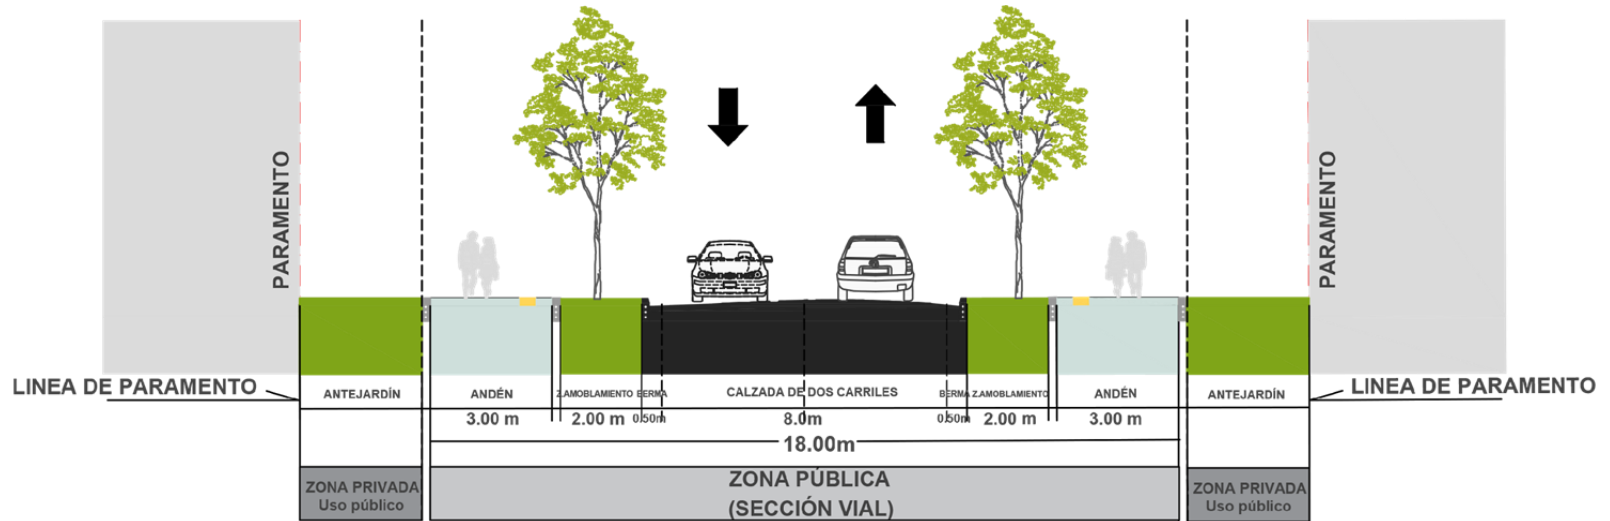 PARAMENTO
PARAMENTO
LINEA DE PARAMENTO
ANTEJARDÍN
ANDÉN
Z.AMOBLAMIENTO
BERMA
CALZADA DE DOS CARRILES
BERMA
Z.AMOBLAMIENTO
ANDÉN
ANTEJARDÍN
LINEA DE PARAMENTO
3.00 m
2.00 m
0.50m
8.0m
0.50m
2.00 m
3.00 m
18.00m
ZONA PRIVADA
Uso público
ZONA PÚBLICA
(SECCIÓN VIAL)
ZONA PRIVADA
Uso público